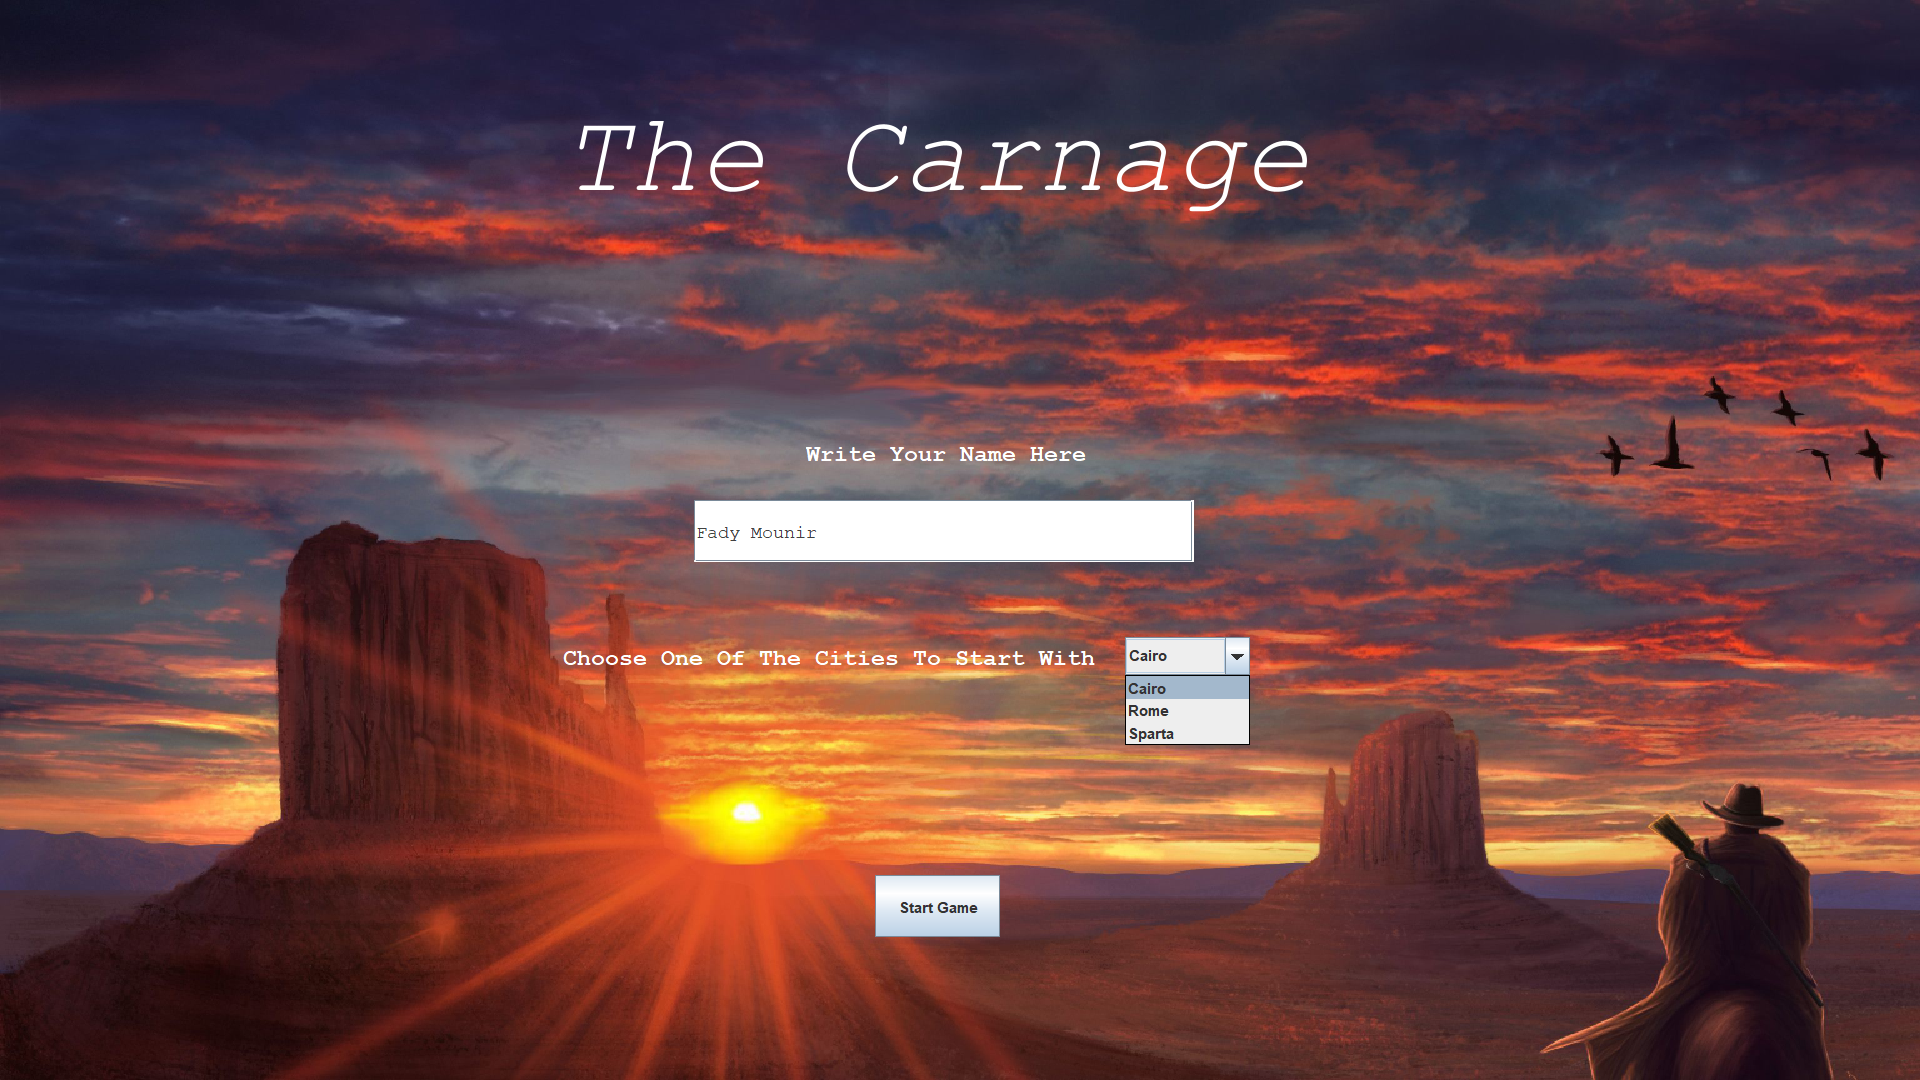 The Carnage
Write Your Name Here
Fady Mounir
Choose One Of The Cities To Start With
Cairo
Cairo
Rome
Sparta
Start Game